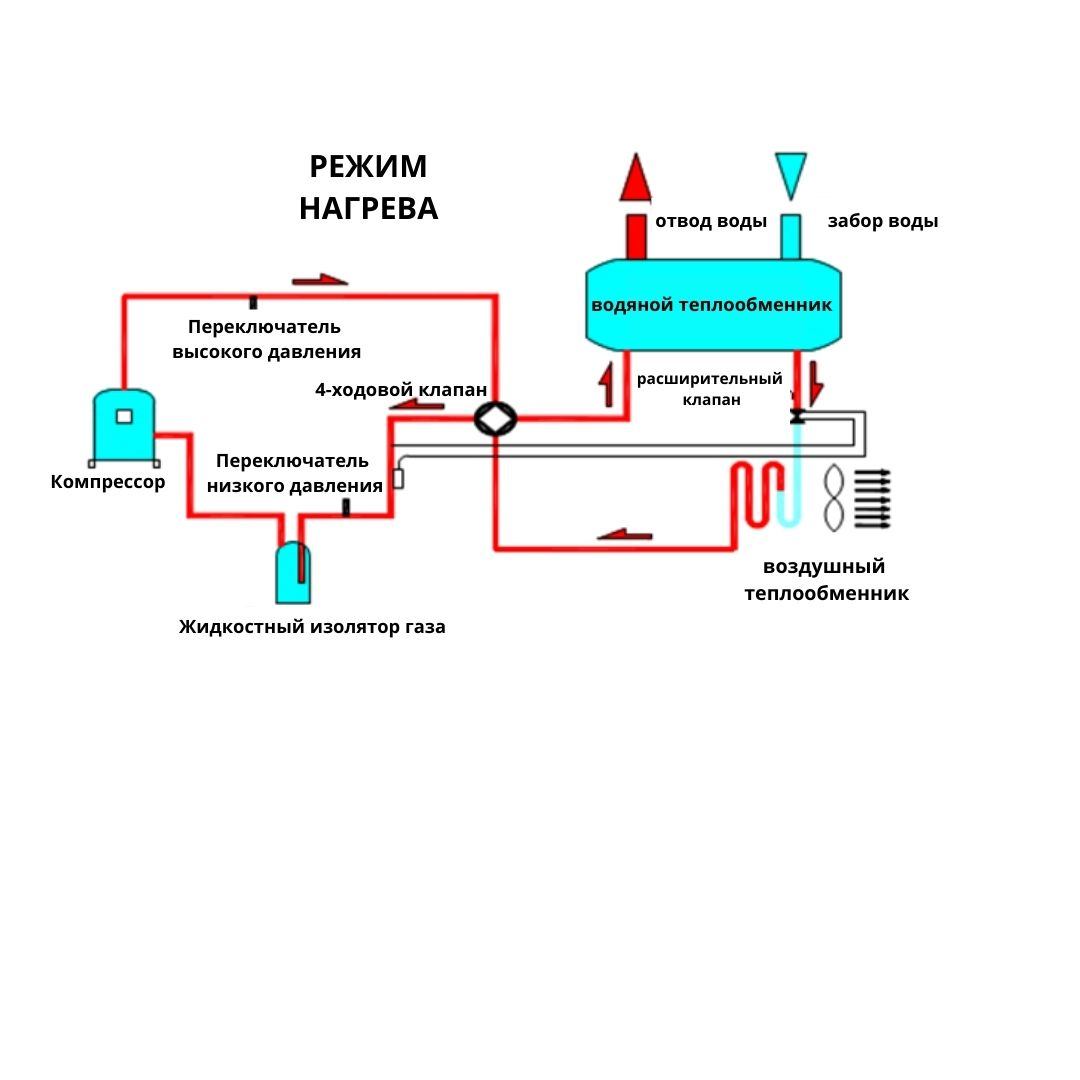 РЕЖИМ
НАГРЕВА
отвод воды
забор воды
водяной теплообменник
Переключатель
высокого давления
расширительный
клапан
4-ходовой клапан
Переключатель
низкого давления
Компрессор
воздушный
теплообменник
Жидкостный изолятор газа